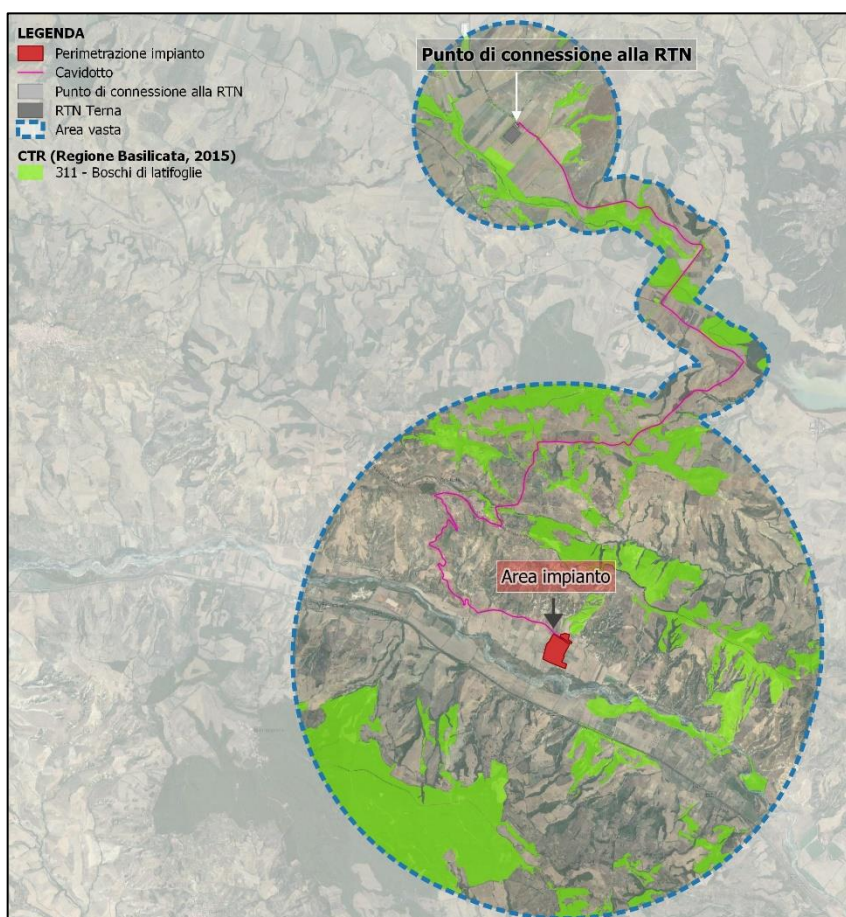 LEGENDA
Perimetrazione impianto
Cavidotto
Punto di connessione alla RTN
RTN Terna
Area vasta
CTR (Regione Basilicata, 2015)
311 - Boschi di latifoglie
Punto di connessione alla RTN
Area impianto